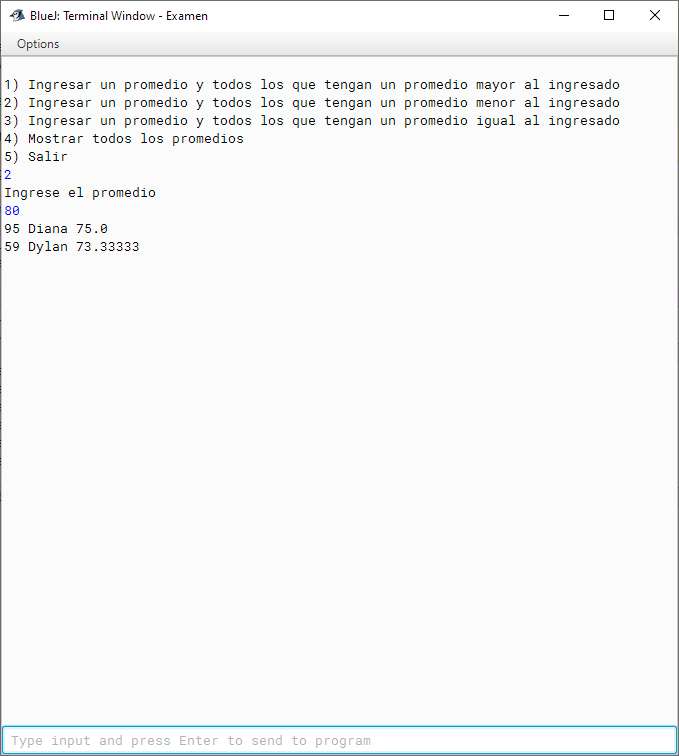 BlueJ: Terminal Window - Examen
Options
1) Ingresar un promedio y todos los que tengan un promedio mayor al ingresado
2) Ingresar un promedio y todos los que tengan un promedio menor al ingresado
3) Ingresar un promedio y todos los que tengan un promedio igual al ingresado
4) Mostrar todos los promedios
5) Salir
2
Ingrese el promedio
80
95 Diana 75.0
59 Dylan 73.33333
Type input and press Enter to send to program